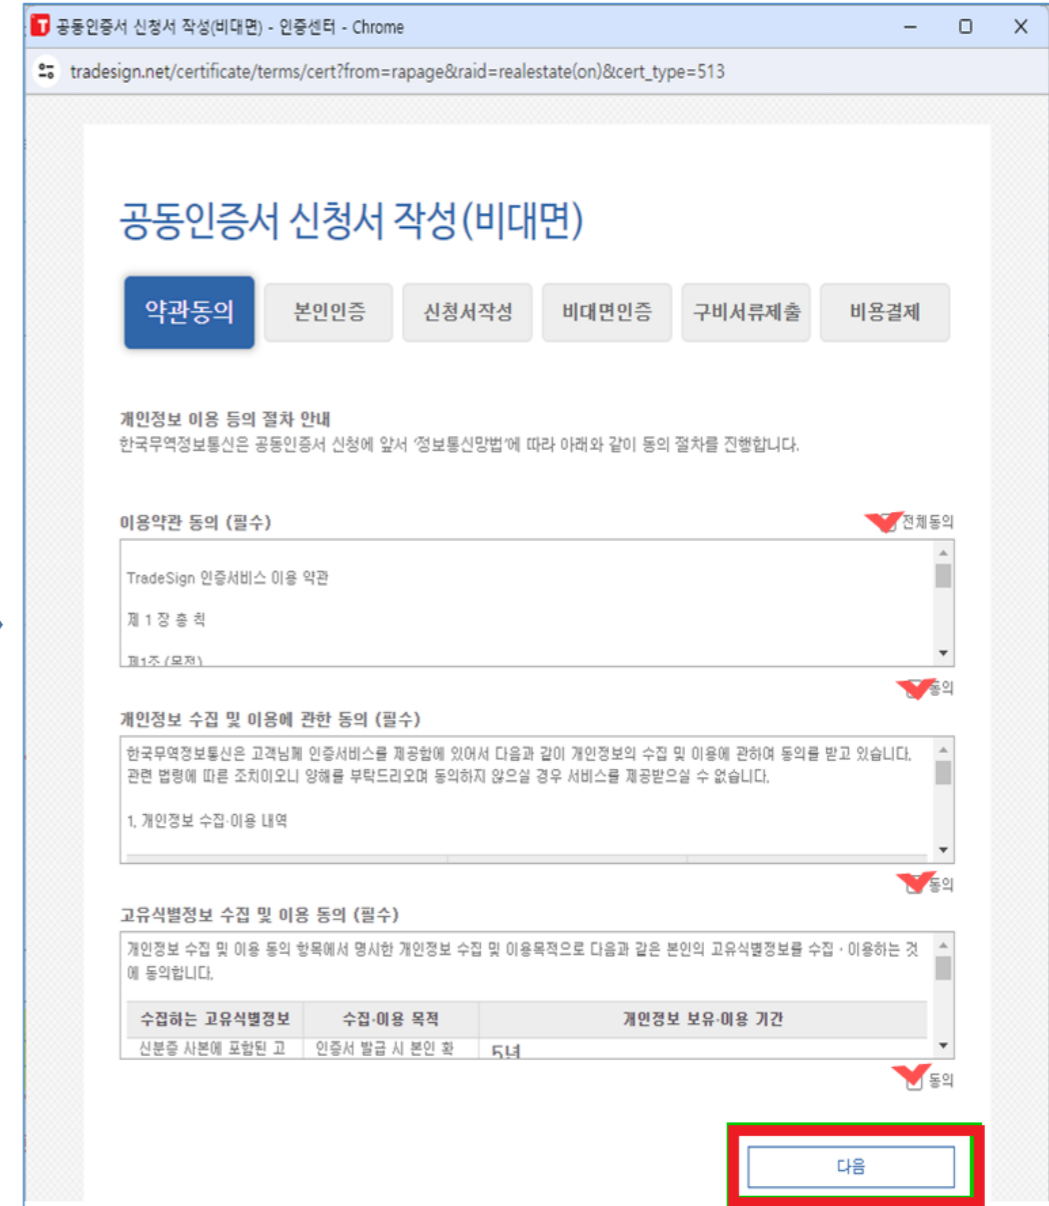 공동인증서 신청서 작성(비대면) - 인증센터 - Chrome
tradesign.net/certificate/terms/cert?from=rapage&raid=realestate(on)&cert_type=513
공동인증서 신청서 작성(비대면)
약관동의 본인인증 신청서작성 비대면인증 구비서류제출 비용결제
개인정보 이용 등의 절차 안내
한국무역정보통신은 공동인증서 신청에 앞서 '정보통신망법'에 따라 아래와 같이 동의 절차를 진행합니다.
이용약관 동의 (필수) 전체동의
TradeSign 인증서비스 이용 약관
제 1 장 총 칙
제1조 (목적)
동의
개인정보 수집 및 이용에 관한 동의 (필수)
한국무역정보통신은 고객님께 인증서비스를 제공함에 있어서 다음과 같이 개인정보의 수집 및 이용에 관하여 동의를 받고 있습니다.
관련 법령에 따른 조치이오니 양해를 부탁드리오며 동의하지 않으실 경우 서비스를 제공받으실 수 없습니다.
1. 개인정보 수집·이용 내역
동의
고유식별정보 수집 및 이용 동의 (필수)
개인정보 수집 및 이용 동의 항목에서 명시한 개인정보 수집 및 이용목적으로 다음과 같은 본인의 고유식별정보를 수집 · 이용하는 것
에 동의합니다.
수집하는 고유식별정보 수집·이용 목적 개인정보 보유·이용 기간
신분증 사본에 포함된 고 인증서 발급 시 본인 확 5년
동의
다음